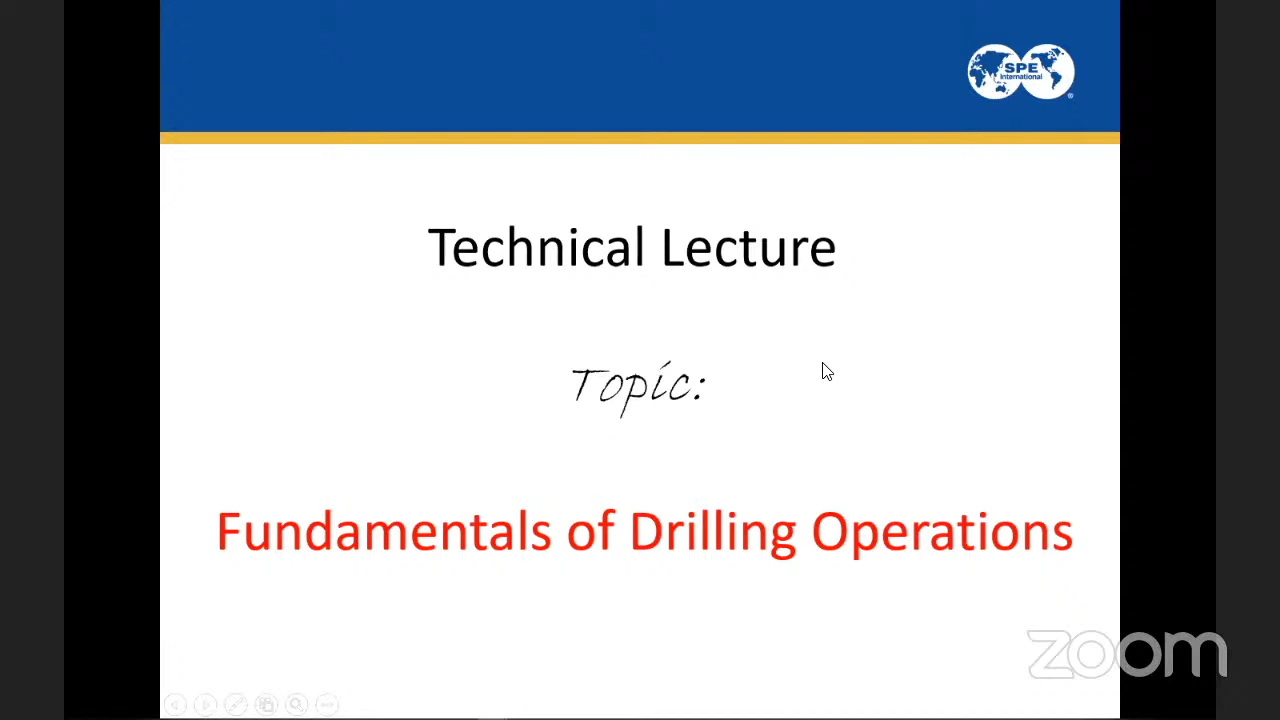 SPE
International
®
Technical Lecture
Topic:
Fundamentals of Drilling Operations
zoom